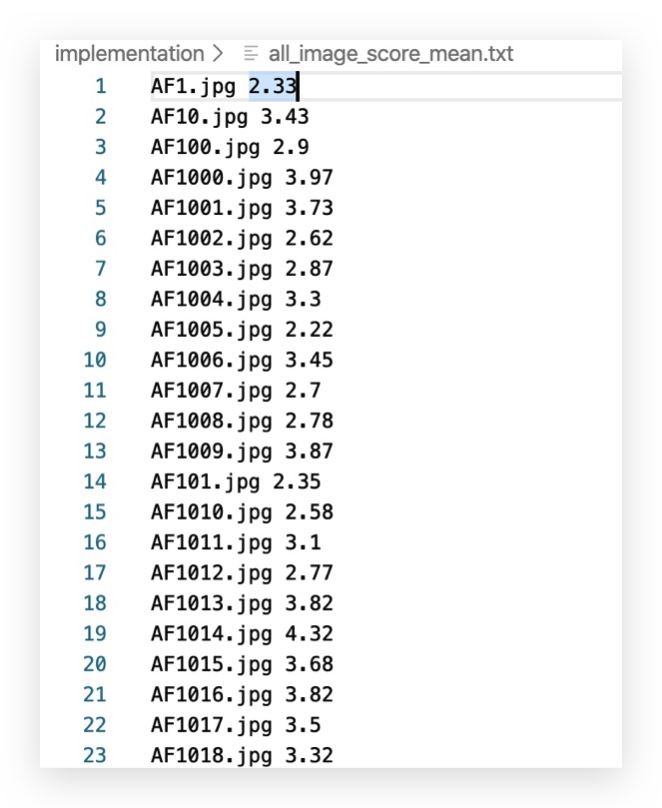 implementation > all_image_score_mean.txt
1 AF1.jpg 2.33
2 AF10.jpg 3.43
3 AF100.jpg 2.9
4 AF1000.jpg 3.97
5 AF1001.jpg 3.73
6 AF1002.jpg 2.62
7 AF1003.jpg 2.87
8 AF1004.jpg 3.3
9 AF1005.jpg 2.22
10 AF1006.jpg 3.45
11 AF1007.jpg 2.7
12 AF1008.jpg 2.78
13 AF1009.jpg 3.87
14 AF101.jpg 2.35
15 AF1010.jpg 2.58
16 AF1011.jpg 3.1
17 AF1012.jpg 2.77
18 AF1013.jpg 3.82
19 AF1014.jpg 4.32
20 AF1015.jpg 3.68
21 AF1016.jpg 3.82
22 AF1017.jpg 3.5
23 AF1018.jpg 3.32